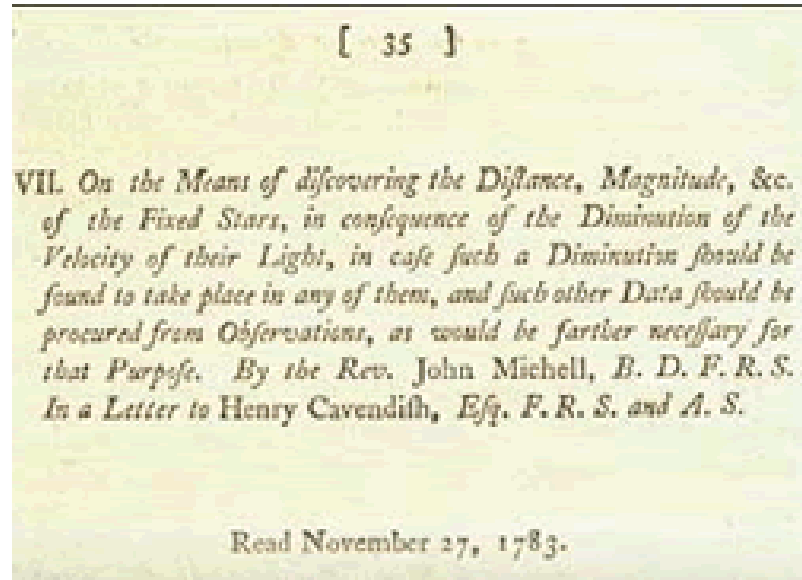 [ 35 ]
VII. On the Means of diſcovering the Diſtance, Magnitude, &c.
of the Fixed Stars, in conſequence of the Diminution of the
Velocity of their Light, in caſe ſuch a Diminution ſhould be
found to take place in any of them, and ſuch other Data ſhould be
procured from Obſervations, as would be farther neceſſary for
that Purpoſe. By the Rev. John Michell, B. D. F. R. S.
In a Letter to Henry Cavendiſh, Eſq. F. R. S. and A. S.
Read November 27, 1783.